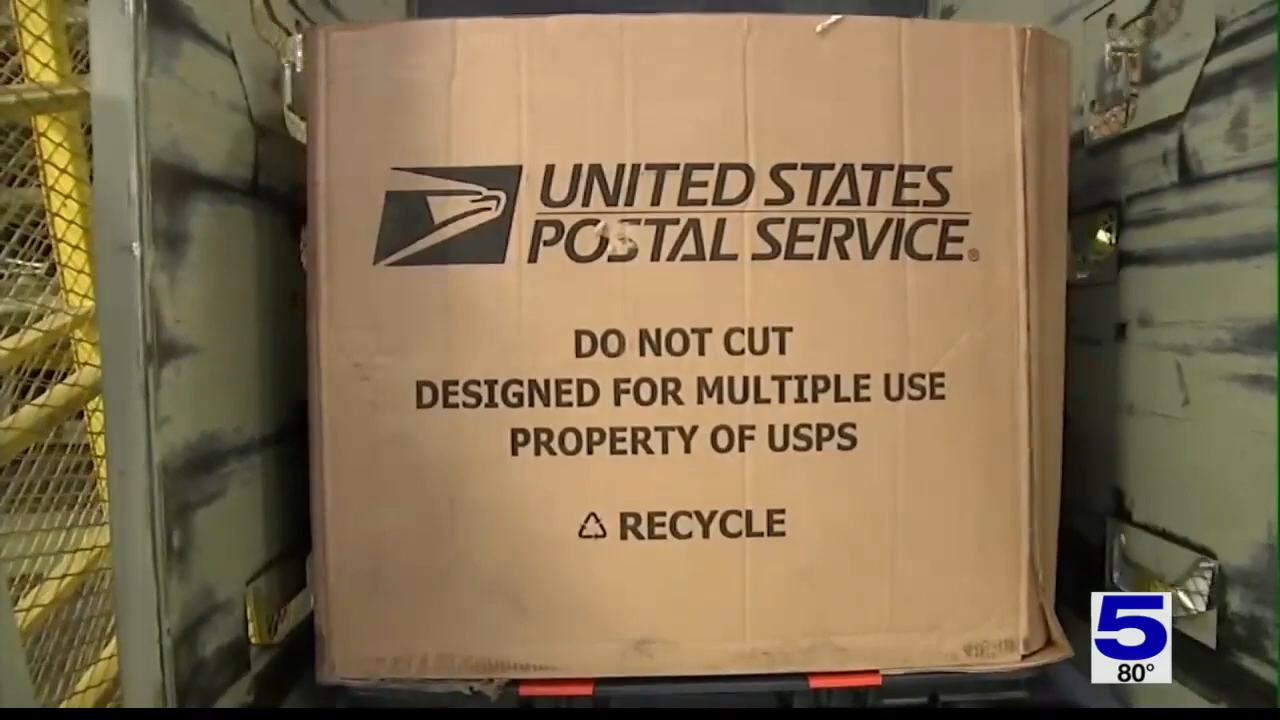 UNITED STATES
POSTAL SERVICE®
DO NOT CUT
DESIGNED FOR MULTIPLE USE
PROPERTY OF USPS
♺ RECYCLE
5
80°